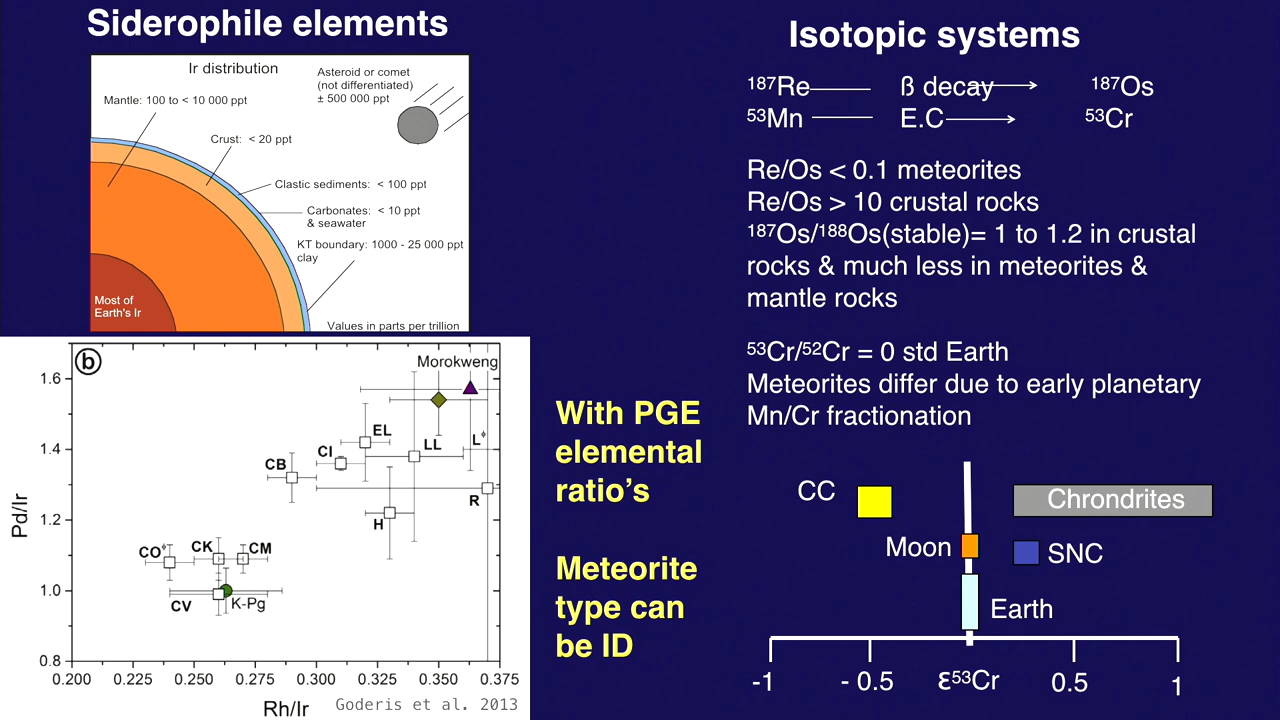 Siderophile elements
Ir distribution
Mantle: 100 to < 10 000 ppt
Asteroid or comet
(not differentiated)
± 500 000 ppt
Crust: < 20 ppt
Clastic sediments: < 100 ppt
Carbonates: < 10 ppt
& seawater
KT boundary: 1000 - 25 000 ppt
clay
Most of
Earth's Ir
Values in parts per trillion
b
Pd/Ir
1.6
1.4
1.2
1.0
0.8
Morokweng
EL
LL
L ϕ
CI
CB
R
H
CO ϕ
CK
CM
CV
K-Pg
0.200 0.225 0.250 0.275 0.300 0.325 0.350 0.375
Rh/Ir
Goderis et al. 2013
With PGE
elemental
ratio's
Meteorite
type can
be ID
Isotopic systems
¹⁸⁷Re ß decay ¹⁸⁷Os
⁵³Mn E.C ⁵³Cr
Re/Os < 0.1 meteorites
Re/Os > 10 crustal rocks
¹⁸⁷Os/¹⁸⁸Os(stable)= 1 to 1.2 in crustal
rocks & much less in meteorites &
mantle rocks
⁵³Cr/⁵²Cr = 0 std Earth
Meteorites differ due to early planetary
Mn/Cr fractionation
CC
Chrondrites
Moon
SNC
Earth
-1 - 0.5 ε⁵³Cr 0.5 1